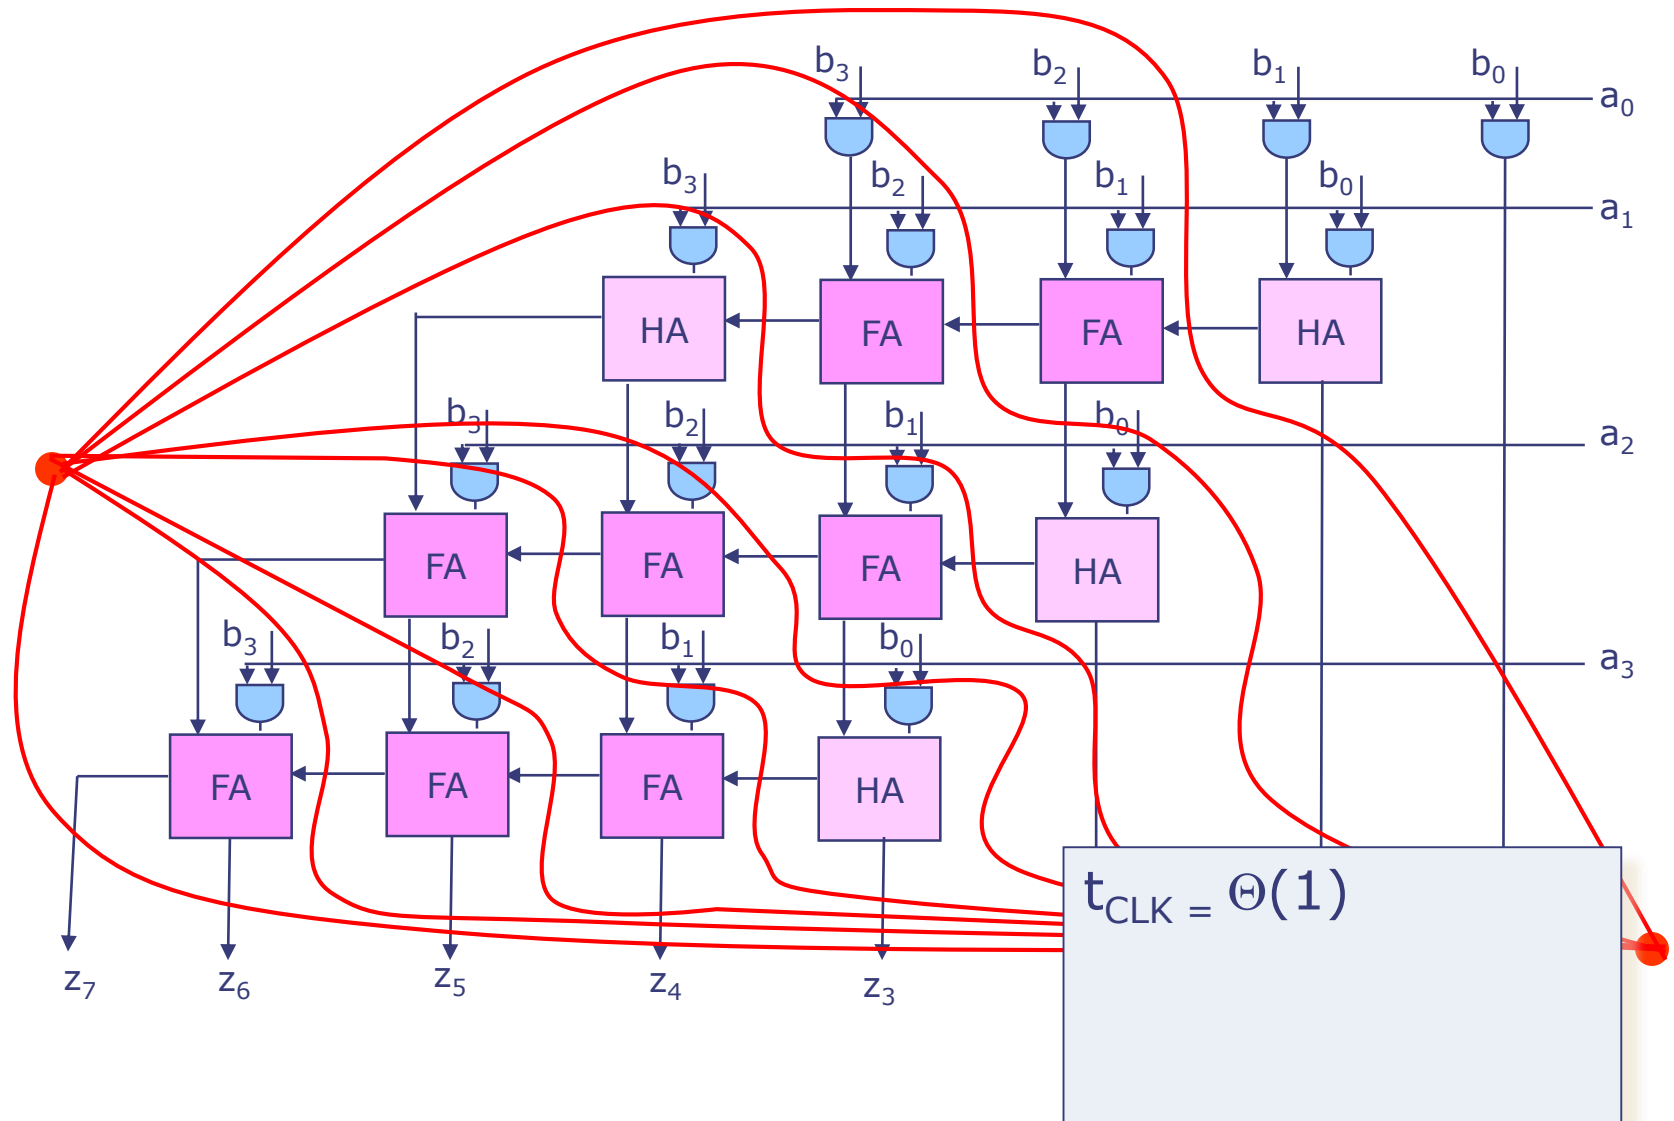 b₃ b₂ b₁ b₀
a₀
b₃ b₂ b₁ b₀
a₁
HA FA FA HA
b₃ b₂ b₁ b₀
a₂
FA FA FA HA
b₃ b₂ b₁ b₀
a₃
FA FA FA HA
t_CLK = Θ(1)
z₇ z₆ z₅ z₄ z₃